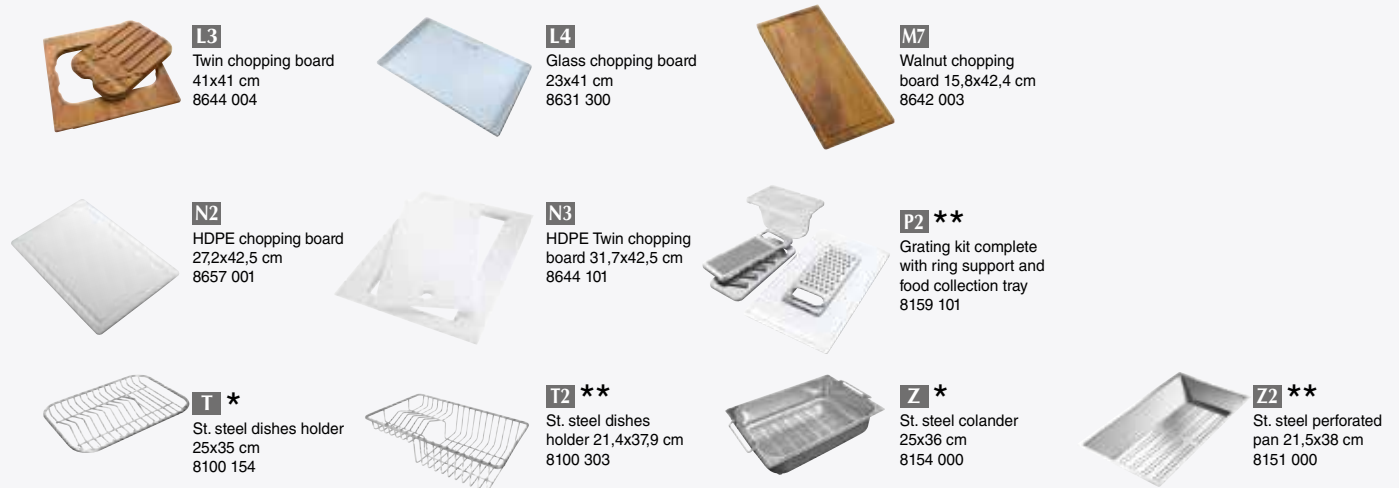 L3
Twin chopping board
41x41 cm
8644 004
L4
Glass chopping board
23x41 cm
8631 300
M7
Walnut chopping
board 15,8x42,4 cm
8642 003
N2
HDPE chopping board
27,2x42,5 cm
8657 001
N3
HDPE Twin chopping
board 31,7x42,5 cm
8644 101
P2 **
Grating kit complete
with ring support and
food collection tray
8159 101
T *
St. steel dishes holder
25x35 cm
8100 154
T2 **
St. steel dishes
holder 21,4x37,9 cm
8100 303
Z *
St. steel colander
25x36 cm
8154 000
Z2 **
St. steel perforated
pan 21,5x38 cm
8151 000